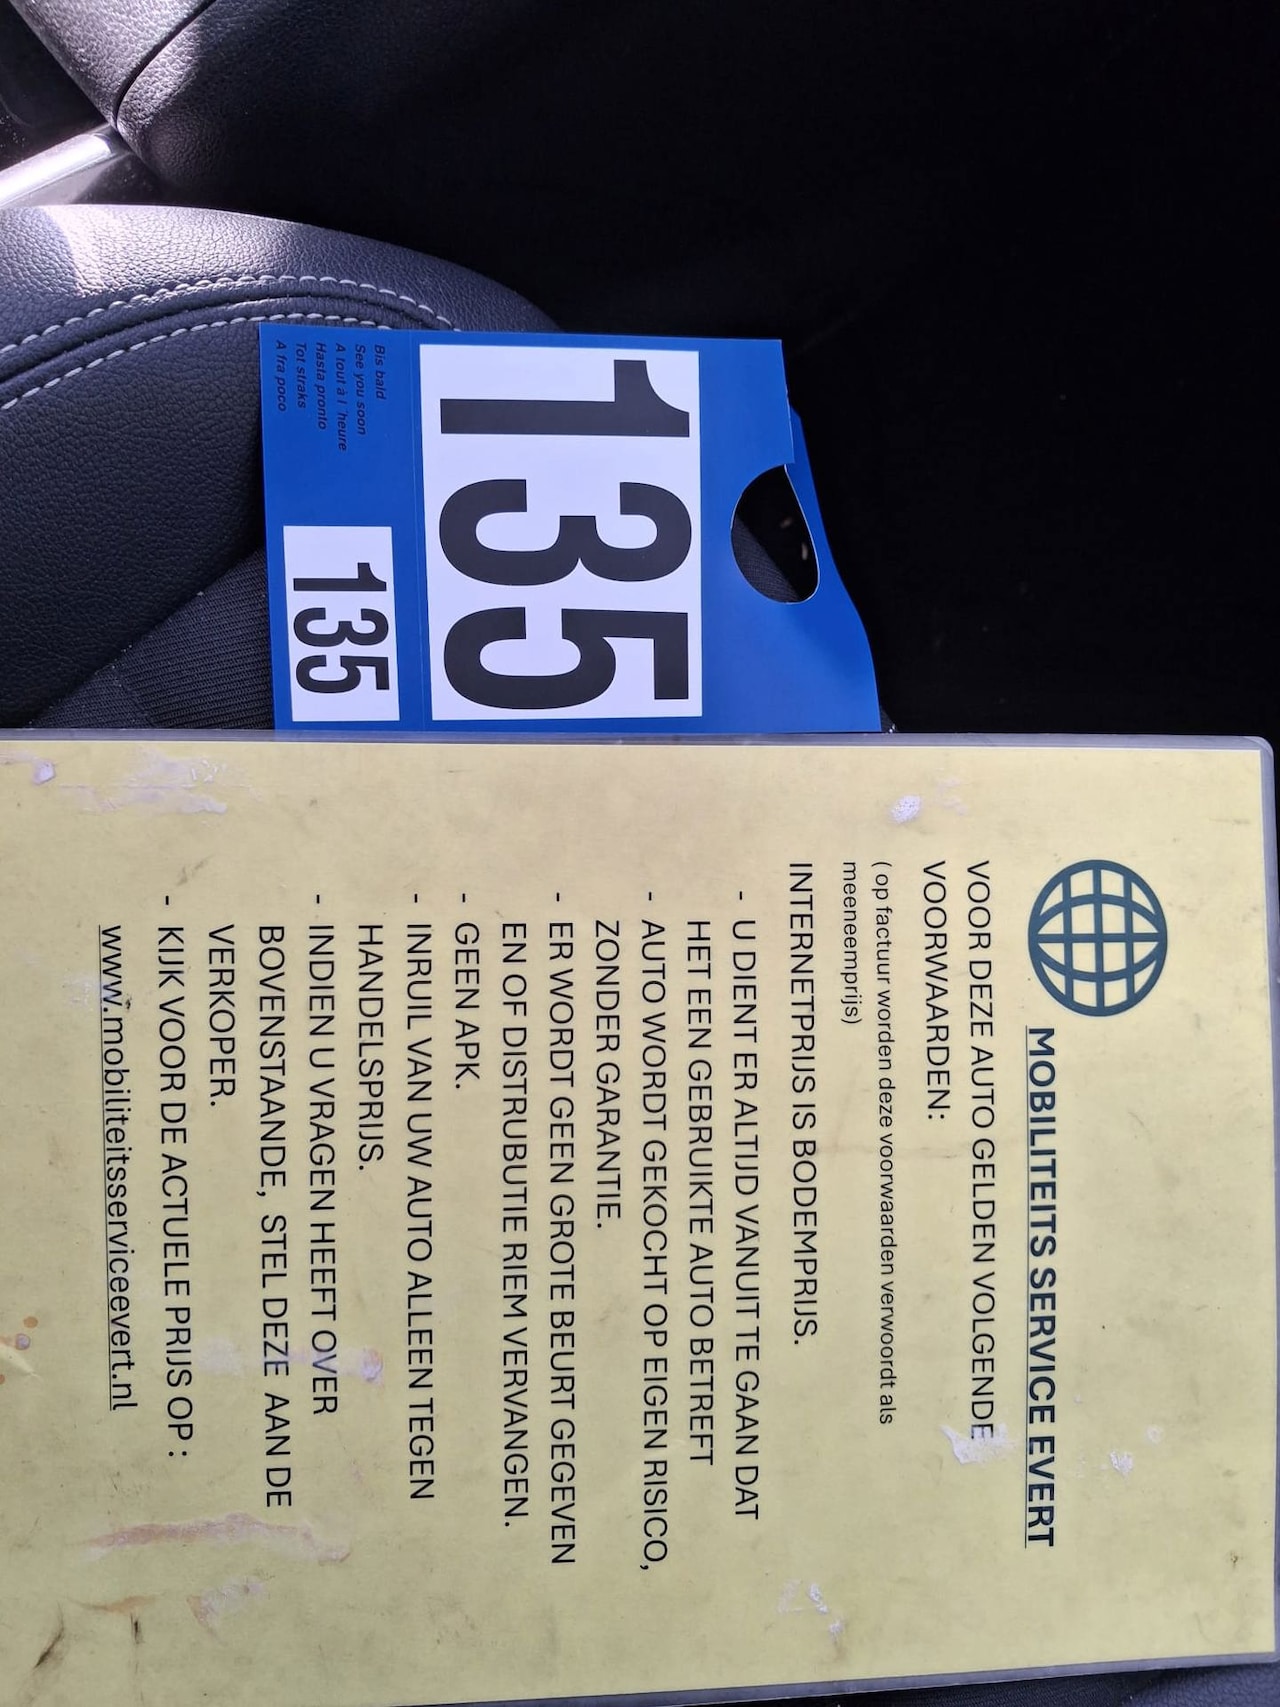 135
135
Bis bald
See you soon
A tout à l ´heure
Hasta pronto
Tot straks
A fra poco
MOBILITEITS SERVICE EVERT
VOOR DEZE AUTO GELDEN VOLGENDE
VOORWAARDEN:
( op factuur worden deze voorwaarden verwoordt als
meeneemprijs)
INTERNETPRIJS IS BODEMPRIJS.
- U DIENT ER ALTIJD VANUIT TE GAAN DAT
HET EEN GEBRUIKTE AUTO BETREFT
- AUTO WORDT GEKOCHT OP EIGEN RISICO,
ZONDER GARANTIE.
- ER WORDT GEEN GROTE BEURT GEGEVEN
EN OF DISTRUBUTIE RIEM VERVANGEN.
- GEEN APK.
- INRUIL VAN UW AUTO ALLEEN TEGEN
HANDELSPRIJS.
- INDIEN U VRAGEN HEEFT OVER
BOVENSTAANDE, STEL DEZE AAN DE
VERKOPER.
- KIJK VOOR DE ACTUELE PRIJS OP :
www.mobiliteitsserviceevert.nl